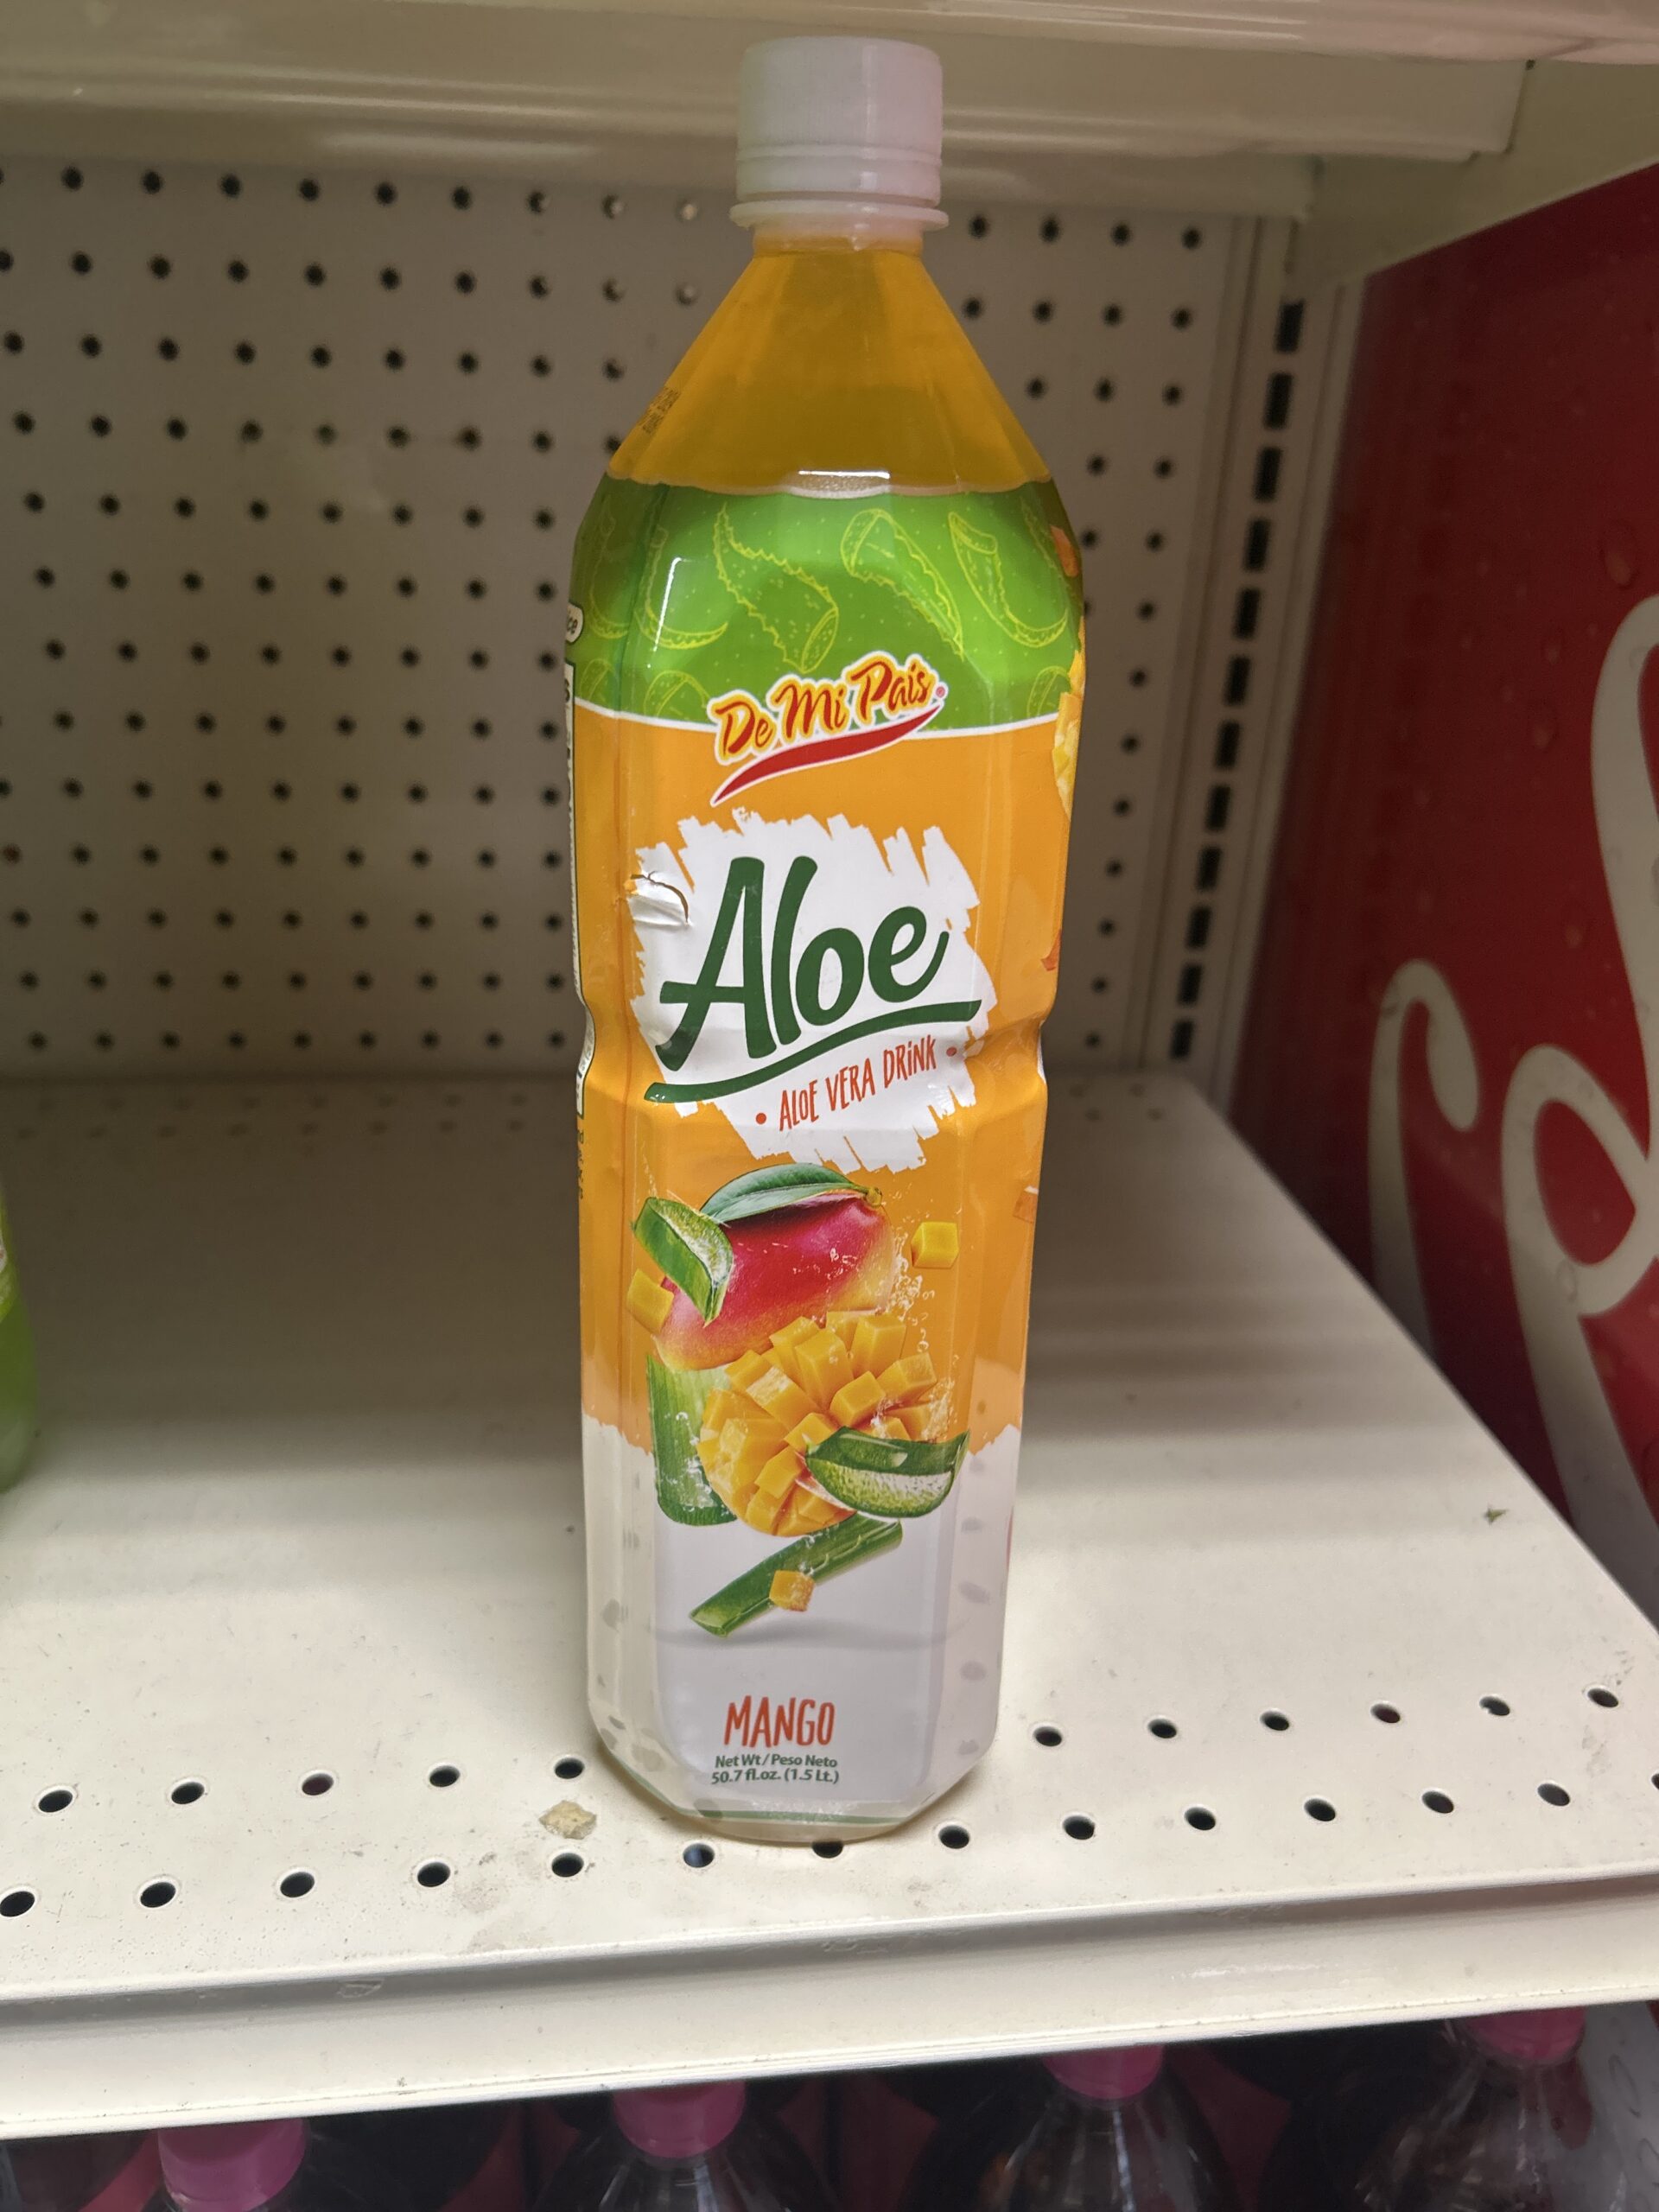 De Mi País®
Aloe
• ALOE VERA DRINK •
MANGO
Net Wt / Peso Neto
50.7 fl.oz. (1.5 Lt.)